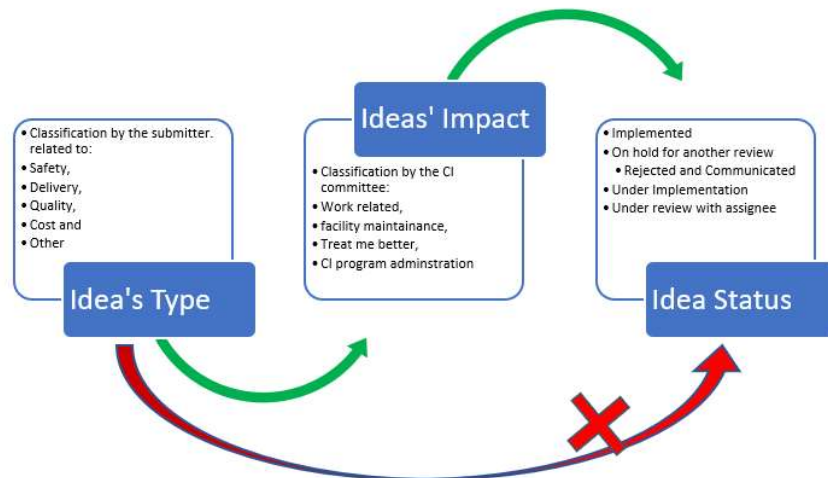 • Classification by the submitter.
related to:
• Safety,
• Delivery,
• Quality,
• Cost and
• Other
Idea's Type
Ideas' Impact
• Classification by the CI
committee:
• Work related,
• facility maintainance,
• Treat me better,
• CI program adminstration
• Implemented
• On hold for another review
• Rejected and Communicated
• Under Implementation
• Under review with assignee
Idea Status